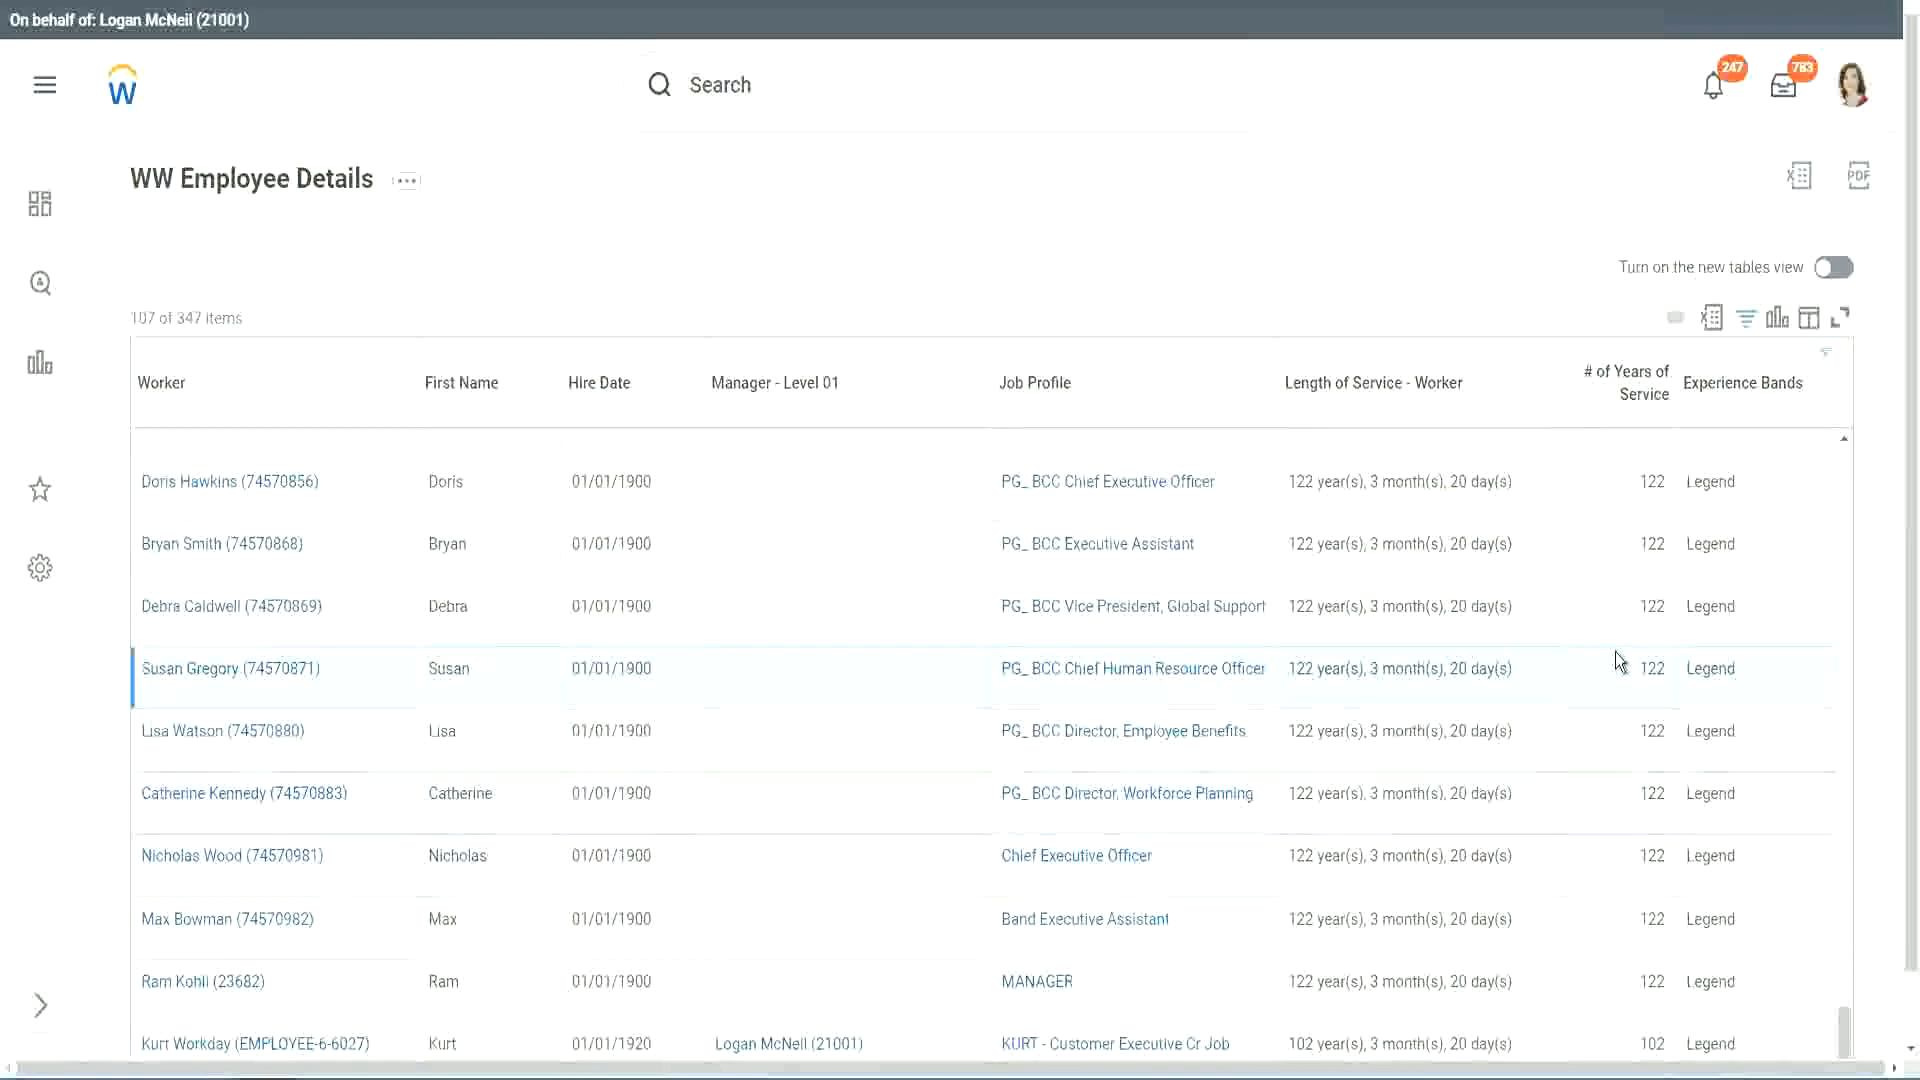 On behalf of: Logan McNeil (21001)
W
Search
247
783
WW Employee Details
X
PDF
Turn on the new tables view
107 of 347 items
X
Worker
First Name
Hire Date
Manager - Level 01
Job Profile
Length of Service - Worker
# of Years of
Service
Experience Bands
Doris Hawkins (74570856) Doris 01/01/1900 PG_ BCC Chief Executive Officer 122 year(s), 3 month(s), 20 day(s) 122 Legend
Bryan Smith (74570868) Bryan 01/01/1900 PG_ BCC Executive Assistant 122 year(s), 3 month(s), 20 day(s) 122 Legend
Debra Caldwell (74570869) Debra 01/01/1900 PG_ BCC Vice President, Global Support 122 year(s), 3 month(s), 20 day(s) 122 Legend
Susan Gregory (74570871) Susan 01/01/1900 PG_ BCC Chief Human Resource Officer 122 year(s), 3 month(s), 20 day(s) 122 Legend
Lisa Watson (74570880) Lisa 01/01/1900 PG_ BCC Director, Employee Benefits 122 year(s), 3 month(s), 20 day(s) 122 Legend
Catherine Kennedy (74570883) Catherine 01/01/1900 PG_ BCC Director, Workforce Planning 122 year(s), 3 month(s), 20 day(s) 122 Legend
Nicholas Wood (74570981) Nicholas 01/01/1900 Chief Executive Officer 122 year(s), 3 month(s), 20 day(s) 122 Legend
Max Bowman (74570982) Max 01/01/1900 Band Executive Assistant 122 year(s), 3 month(s), 20 day(s) 122 Legend
Ram Kohli (23682) Ram 01/01/1900 MANAGER 122 year(s), 3 month(s), 20 day(s) 122 Legend
Kurt Workday (EMPLOYEE-6-6027) Kurt 01/01/1920 Logan McNeil (21001) KURT - Customer Executive Cr Job 102 year(s), 3 month(s), 20 day(s) 102 Legend